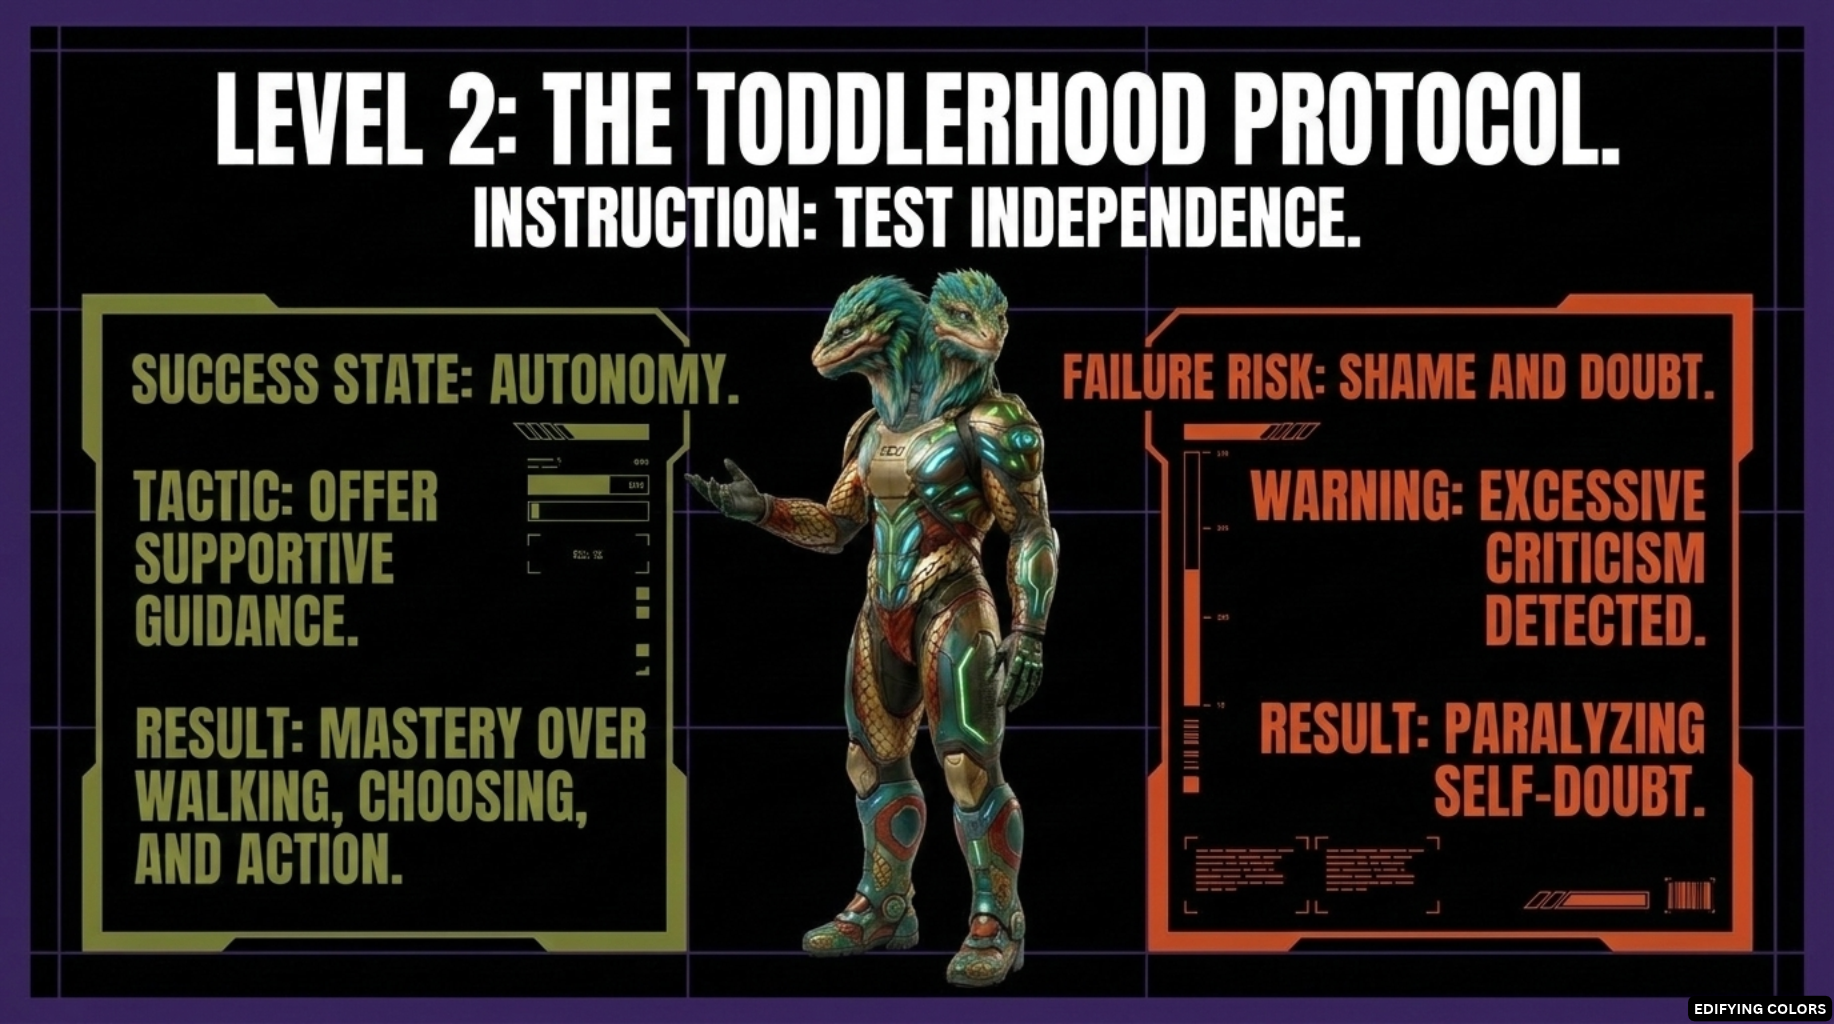 LEVEL 2: THE TODDLERHOOD PROTOCOL.
INSTRUCTION: TEST INDEPENDENCE.
SUCCESS STATE: AUTONOMY.
TACTIC: OFFER
SUPPORTIVE
GUIDANCE.
RESULT: MASTERY OVER
WALKING, CHOOSING,
AND ACTION.
FAILURE RISK: SHAME AND DOUBT.
WARNING: EXCESSIVE
CRITICISM
DETECTED.
RESULT: PARALYZING
SELF-DOUBT.
EDIFYING COLORS